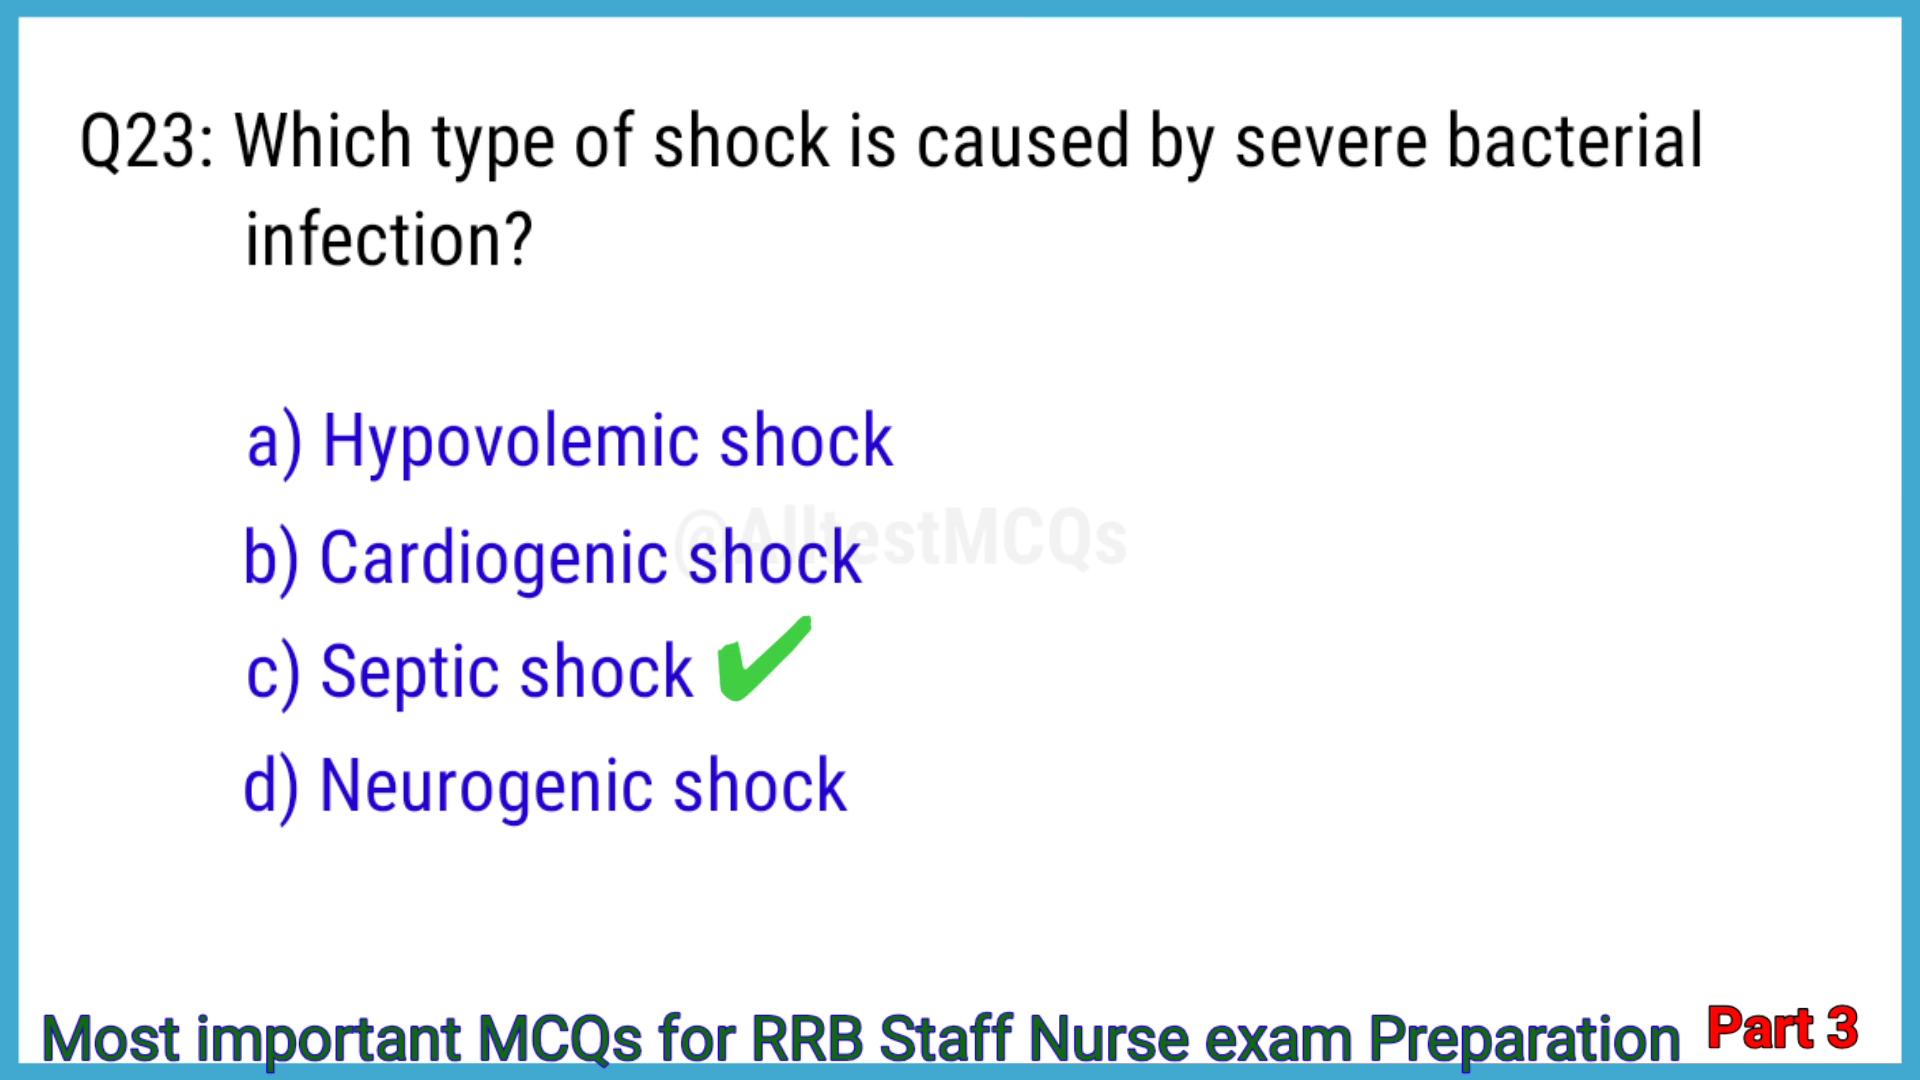 Q23: Which type of shock is caused by severe bacterial
infection?
a) Hypovolemic shock
@AlltestMCQs
b) Cardiogenic shock
c) Septic shock
d) Neurogenic shock
Most important MCQs for RRB Staff Nurse exam Preparation Part 3